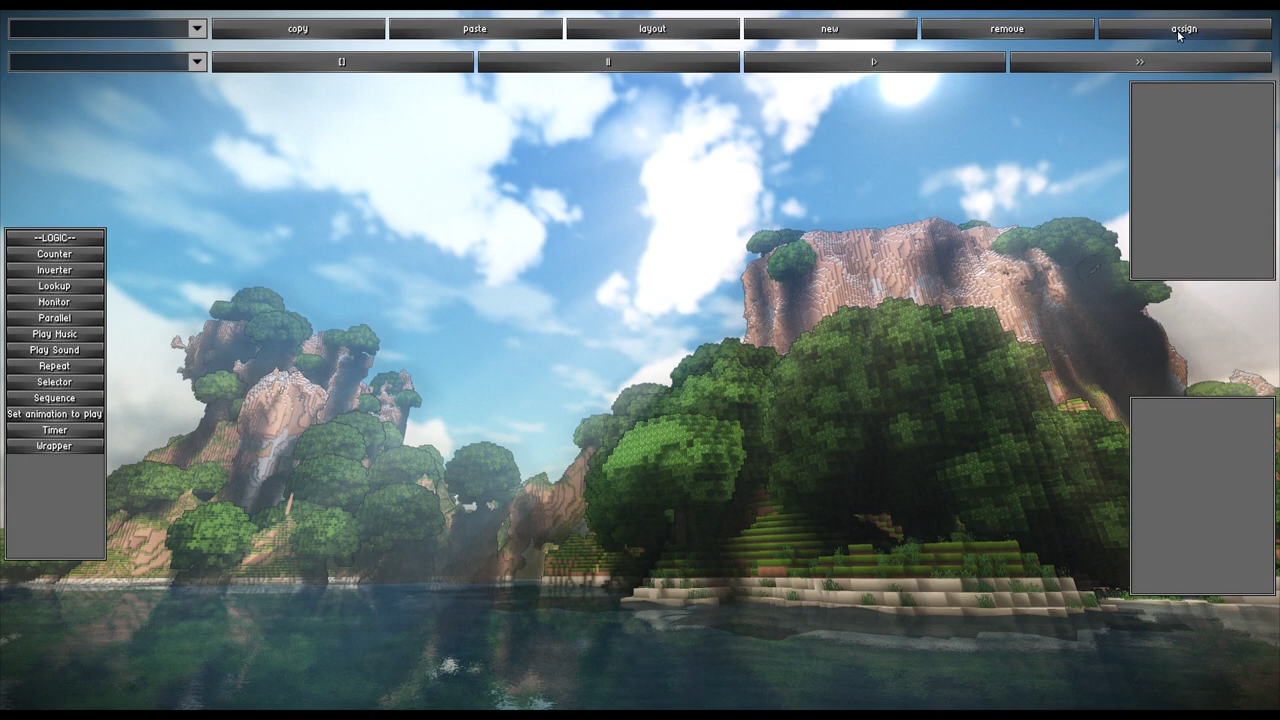 copy paste layout new remove assign
[] || |> >>
--LOGIC--
Counter
Inverter
Lookup
Monitor
Parallel
Play Music
Play Sound
Repeat
Selector
Sequence
Set animation to play
Timer
Wrapper